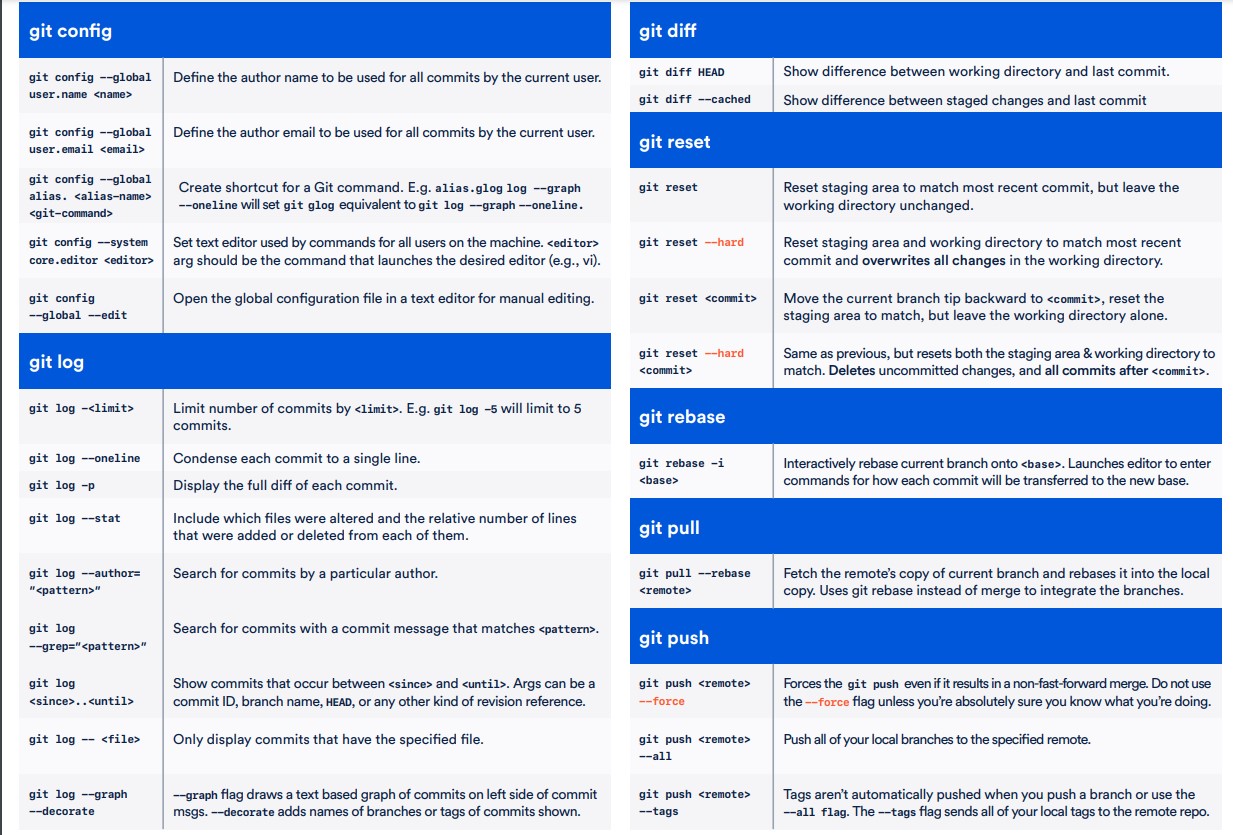 git config
git config --global
user.name <name>
Define the author name to be used for all commits by the current user.
git config --global
user.email <email>
Define the author email to be used for all commits by the current user.
git config --global
alias. <alias-name>
<git-command>
Create shortcut for a Git command. E.g. alias.glog log --graph
--oneline will set git glog equivalent to git log --graph --oneline.
git config --system
core.editor <editor>
Set text editor used by commands for all users on the machine. <editor>
arg should be the command that launches the desired editor (e.g., vi).
git config
--global --edit
Open the global configuration file in a text editor for manual editing.
git log
git log -<limit>
Limit number of commits by <limit>. E.g. git log -5 will limit to 5
commits.
git log --oneline
Condense each commit to a single line.
git log -p
Display the full diff of each commit.
git log --stat
Include which files were altered and the relative number of lines
that were added or deleted from each of them.
git log --author=
"<pattern>"
Search for commits by a particular author.
git log
--grep="<pattern>"
Search for commits with a commit message that matches <pattern>.
git log
<since>..<until>
Show commits that occur between <since> and <until>. Args can be a
commit ID, branch name, HEAD, or any other kind of revision reference.
git log -- <file>
Only display commits that have the specified file.
git log --graph
--decorate
--graph flag draws a text based graph of commits on left side of commit
msgs. --decorate adds names of branches or tags of commits shown.
git diff
git diff HEAD
Show difference between working directory and last commit.
git diff --cached
Show difference between staged changes and last commit
git reset
git reset
Reset staging area to match most recent commit, but leave the
working directory unchanged.
git reset --hard
Reset staging area and working directory to match most recent
commit and overwrites all changes in the working directory.
git reset <commit>
Move the current branch tip backward to <commit>, reset the
staging area to match, but leave the working directory alone.
git reset --hard
<commit>
Same as previous, but resets both the staging area & working directory to
match. Deletes uncommitted changes, and all commits after <commit>.
git rebase
git rebase -i
<base>
Interactively rebase current branch onto <base>. Launches editor to enter
commands for how each commit will be transferred to the new base.
git pull
git pull --rebase
<remote>
Fetch the remote's copy of current branch and rebases it into the local
copy. Uses git rebase instead of merge to integrate the branches.
git push
git push <remote>
--force
Forces the git push even if it results in a non-fast-forward merge. Do not use
the --force flag unless you're absolutely sure you know what you're doing.
git push <remote>
--all
Push all of your local branches to the specified remote.
git push <remote>
--tags
Tags aren't automatically pushed when you push a branch or use the
--all flag. The --tags flag sends all of your local tags to the remote repo.